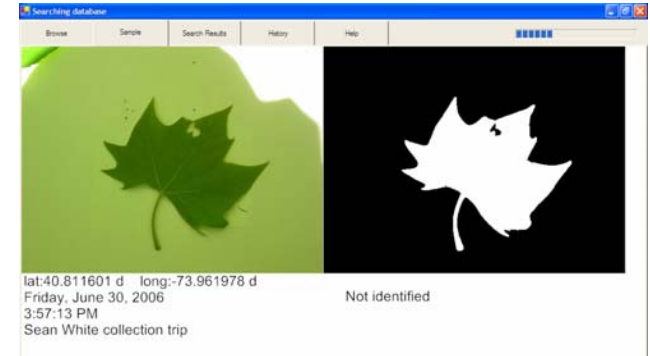 Searching database
Browse Sample Search Results History Help
lat:40.811601 d long:-73.961978 d
Friday, June 30, 2006
3:57:13 PM
Sean White collection trip
Not identified